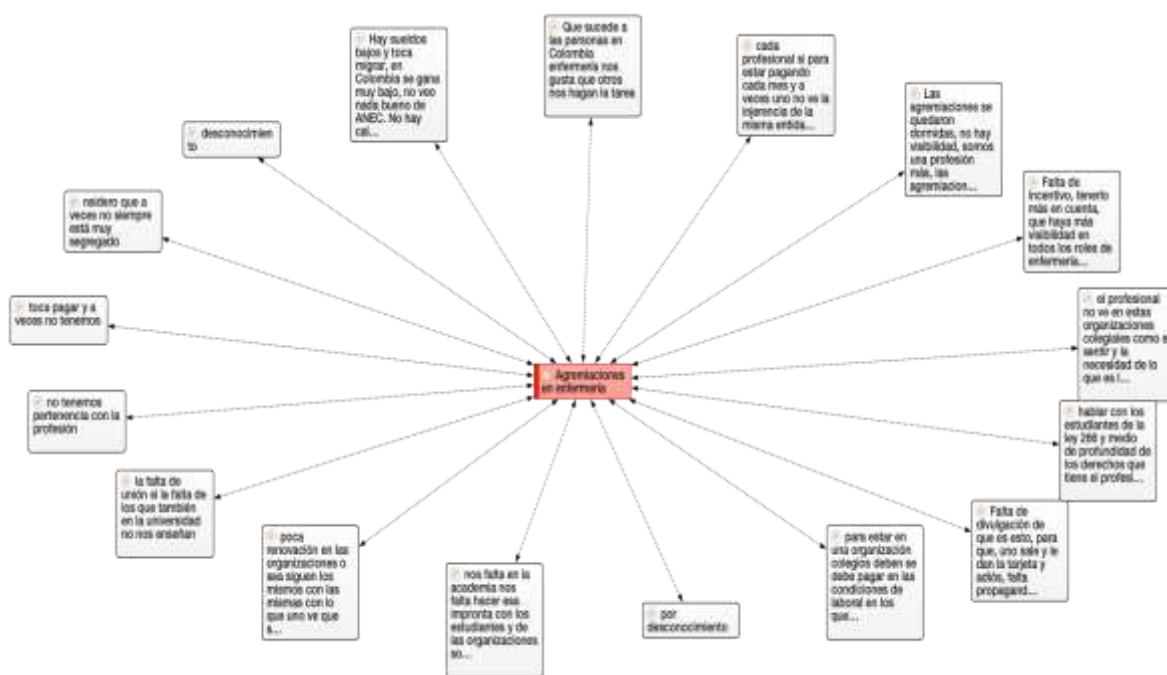 Que sucede a
las personas en
Colombia
enfermería nos
gusta que otros
nos hagan la tarea
Hay sueldos
bajos y toca
migrar, en
Colombia se gana
muy bajo, no veo
nada bueno de
ANEC. No hay
cal...
cada
profesional si para
estar pagando
cada mes y a
veces uno no ve la
injerencia de la
misma entida...
Las
agremiaciones se
quedaron
dormidas, no hay
visibilidad, somos
una profesión
más, las
agremiacion...
desconocimien
to
Falta de
incentivo, tenerlo
más en cuenta,
que haya más
visibilidad en
todos los roles de
enfermería...
nsidero que a
veces no siempre
está muy
segregado
el profesional
no ve en estas
organizaciones
colegiales como e
sentir y la
necesidad de lo
que es l...
toca pagar y a
veces no tenemos
Agremiaciones
en enfermería
no tenemos
pertenencia con la
profesión
hablar con los
estudiantes de la
ley 266 y medio
de profundidad de
los derechos que
tiene el profesi...
la falta de
unión si la falta de
los que también
en la universidad
no nos enseñan
Falta de
divulgación de
que es esto, para
que, uno sale y le
dan la tarjeta y
adiós, falta
propagand...
poca
renovación en las
organizaciones o
sea siguen los
mismos con las
mismas con lo
que uno ve que
s...
para estar en
una organización
colegios deben se
debe pagar en las
condiciones de
laboral en los
que...
nos falta en la
academia nos
falta hacer esa
impronta con los
estudiantes y de
las organizaciones
so...
por
desconocimiento